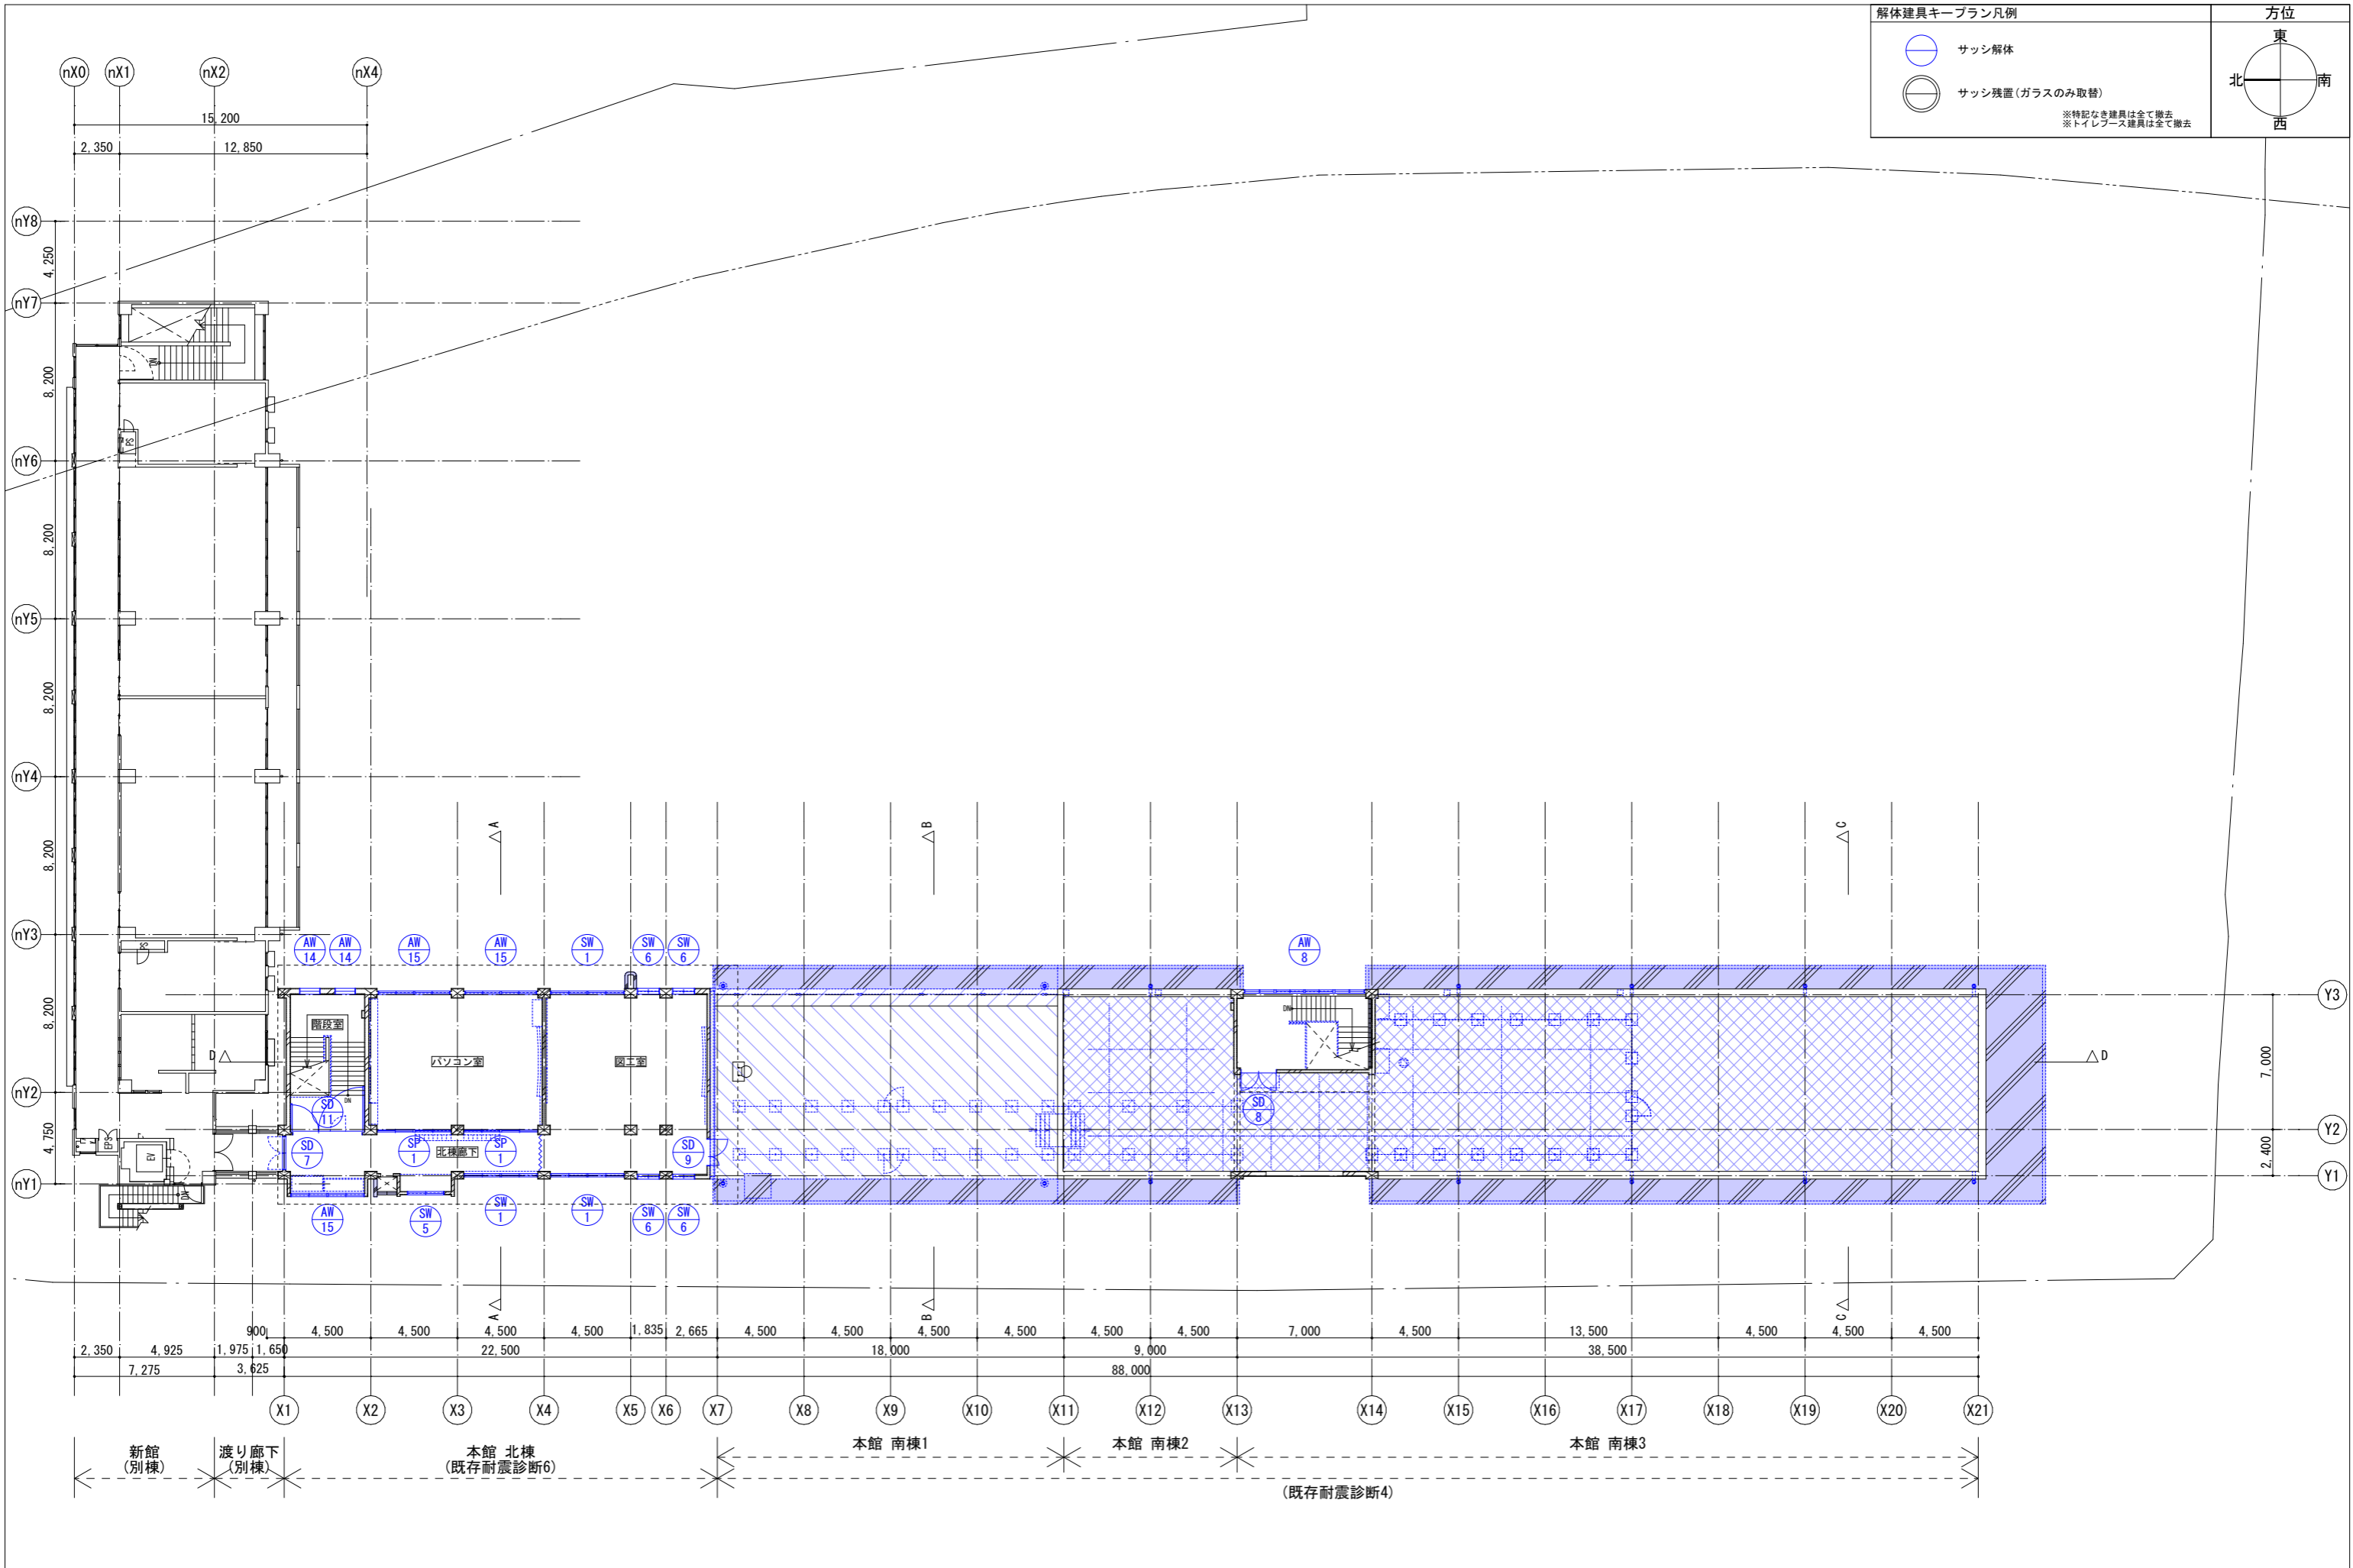 解体建具キープラン凡例
方位
サッシ解体
サッシ残置(ガラスのみ取替)
※特記なき建具は全て撤去
※トイレブース建具は全て撤去
東
北
南
西
nX0 nX1 nX2 nX4
15,200
2,350 12,850
nY8
4,250
nY7
8,200
DN
PS
nY6
8,200
nY5
8,200
nY4
8,200
A B C
nY3
PS
AW 14
AW 14
AW 15
AW 15
SW 1
SW 6
SW 6
AW 8
8,200
Y3
階段室
DN
D
パソコン室
図工室
D
7,000
nY2
DN
SD 11
SD 8
4,750
EPS
EV
SD 7
SP 1
北棟廊下
SP 1
SD 9
Y2
2,400
nY1
DN
Y1
AW 15
SW 5
SW 1
SW 1
SW 6
SW 6
A B C
900 4,500 4,500 4,500 4,500 1,835 2,665 4,500 4,500 4,500 4,500 4,500 4,500 7,000 4,500 13,500 4,500 4,500 4,500
2,350 4,925 1,975 1,650 22,500 18,000 9,000 38,500
7,275 3,625 88,000
X1 X2 X3 X4 X5 X6 X7 X8 X9 X10 X11 X12 X13 X14 X15 X16 X17 X18 X19 X20 X21
新館
(別棟)
渡り廊下
(別棟)
本館 北棟
(既存耐震診断6)
本館 南棟1
本館 南棟2
本館 南棟3
(既存耐震診断4)